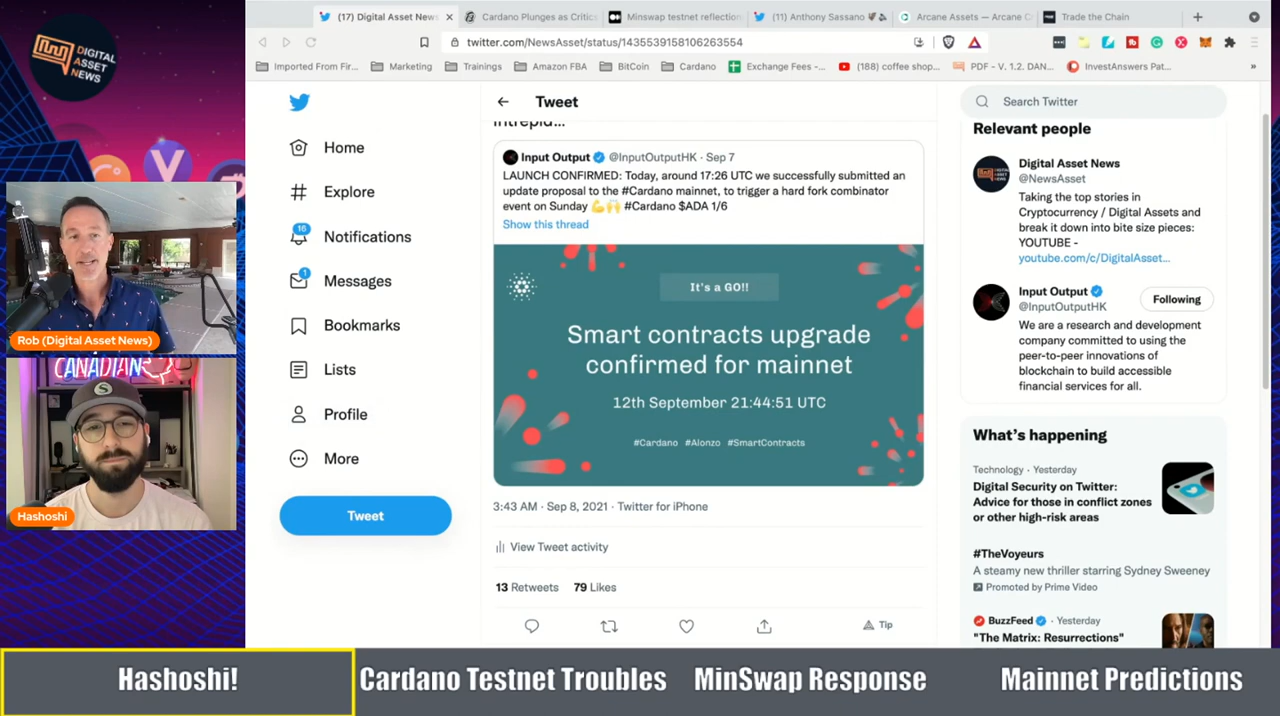 DIGITAL
ASSET
NEWS
Rob (Digital Asset News)
CANADIAN
Hashoshi
(17) Digital Asset News
Cardano Plunges as Critics
Minswap testnet reflection
(11) Anthony Sassano
Arcane Assets — Arcane C
Trade the Chain
twitter.com/NewsAsset/status/1435539158106263554
Imported From Fir...
Marketing
Trainings
Amazon FBA
BitCoin
Cardano
Exchange Fees -...
(188) coffee shop...
PDF - V. 1.2. DAN...
InvestAnswers Pat...
»
Home
Explore
16
Notifications
1
Messages
Bookmarks
Lists
Profile
More
Tweet
Tweet
intrepid...
Input Output @InputOutputHK · Sep 7
LAUNCH CONFIRMED: Today, around 17:26 UTC we successfully submitted an
update proposal to the #Cardano mainnet, to trigger a hard fork combinator
event on Sunday 💪🙌 #Cardano $ADA 1/6
Show this thread
It's a GO!!
Smart contracts upgrade
confirmed for mainnet
12th September 21:44:51 UTC
#Cardano #Alonzo #SmartContracts
3:43 AM · Sep 8, 2021 · Twitter for iPhone
View Tweet activity
13 Retweets 79 Likes
Tip
Search Twitter
Relevant people
Digital Asset News
@NewsAsset
Taking the top stories in
Cryptocurrency / Digital Assets and
break it down into bite size pieces:
YOUTUBE -
youtube.com/c/DigitalAsset...
Input Output
@InputOutputHK
Following
We are a research and development
company committed to using the
peer-to-peer innovations of
blockchain to build accessible
financial services for all.
What's happening
Technology · Yesterday
Digital Security on Twitter:
Advice for those in conflict zones
or other high-risk areas
#TheVoyeurs
A steamy new thriller starring Sydney Sweeney
Promoted by Prime Video
BuzzFeed · Yesterday
"The Matrix: Resurrections"
Hashoshi!
Cardano Testnet Troubles
MinSwap Response
Mainnet Predictions